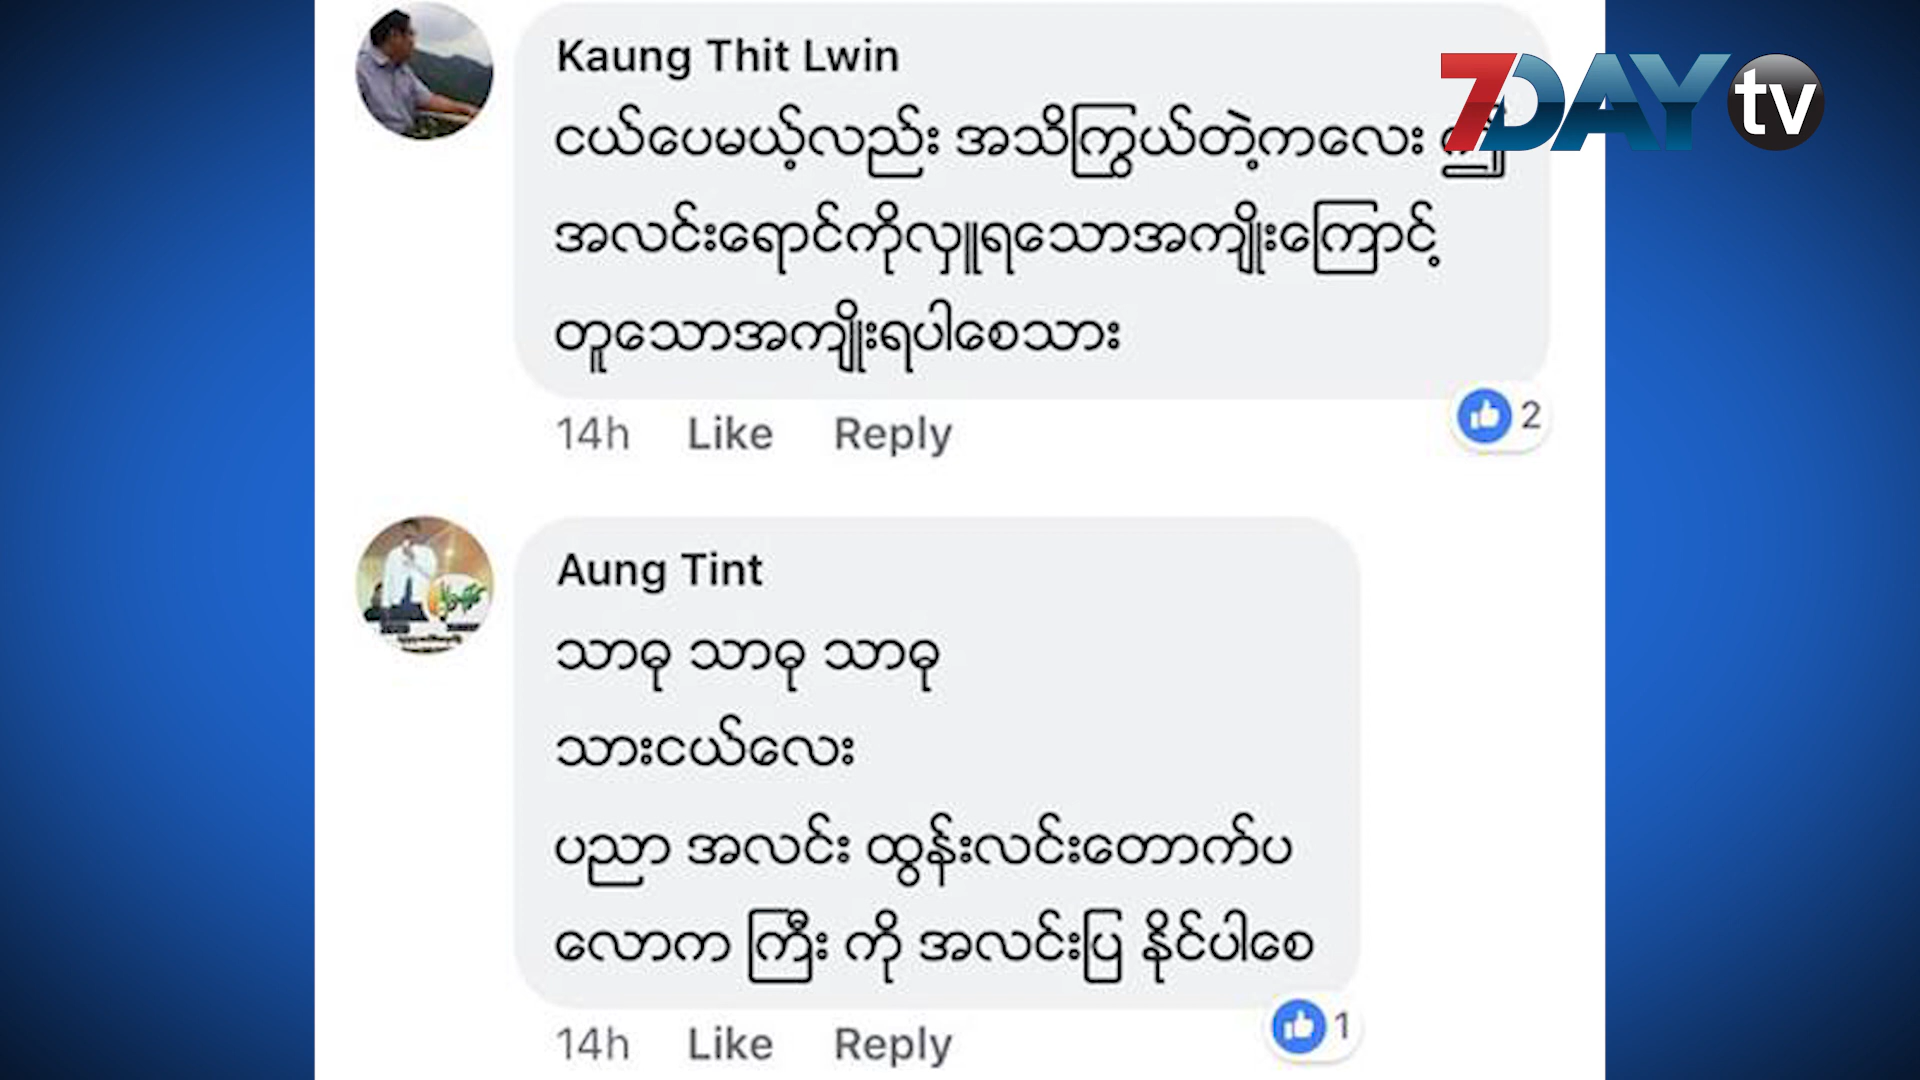 Kaung Thit Lwin
7DAY tv
ငယ်ပေမယ့်လည်း အသိကြွယ်တဲ့ကလေး ဤ
အလင်းရောင်ကိုလှူရသောအကျိုးကြောင့်
တူသောအကျိုးရပါစေသား
14h Like Reply
2
Aung Tint
သာဓု သာဓု သာဓု
သားငယ်လေး
ပညာ အလင်း ထွန်းလင်းတောက်ပ
လောက ကြီး ကို အလင်းပြ နိုင်ပါစေ
14h Like Reply
1